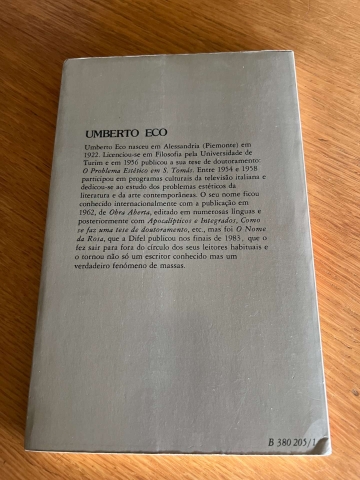 UMBERTO ECO
Umberto Eco nasceu em Alessandria (Piemonte) em
1922. Licenciou-se em Filosofia pela Universidade de
Turim e em 1956 publicou a sua tese de doutoramento:
O Problema Estético em S. Tomás. Entre 1954 e 1958
participou em programas culturais da televisão italiana e
dedicou-se ao estudo dos problemas estéticos da
literatura e da arte contemporâneas. O seu nome ficou
conhecido internacionalmente com a publicação em
1962, de Obra Aberta, editado em numerosas línguas e
posteriormente com Apocalípticos e Integrados, Como
se faz uma tese de doutoramento, etc., mas foi O Nome
da Rosa, que a Difel publicou nos finais de 1983, que o
fez sair para fora do círculo dos seus leitores habituais e
o tornou não só um escritor conhecido mas um
verdadeiro fenómeno de massas.
B 380 205/1